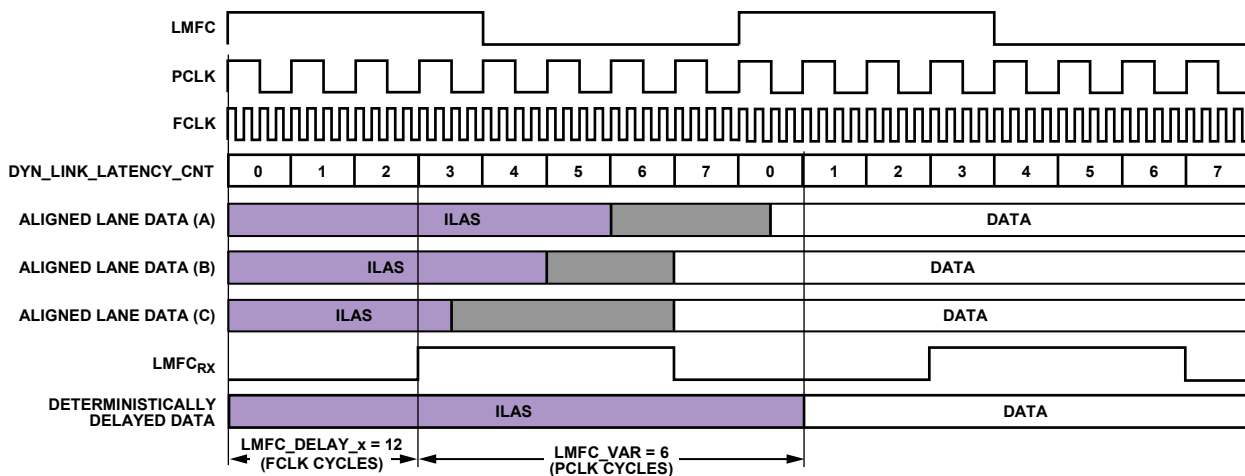 LMFC
PCLK
FCLK
DYN_LINK_LATENCY_CNT 0 1 2 3 4 5 6 7 0 1 2 3 4 5 6 7
ALIGNED LANE DATA (A) ILAS DATA
ALIGNED LANE DATA (B) ILAS DATA
ALIGNED LANE DATA (C) ILAS DATA
LMFCRX
DETERMINISTICALLY
DELAYED DATA
ILAS DATA
LMFC_DELAY_x = 12
(FCLK CYCLES)
LMFC_VAR = 6
(PCLK CYCLES)